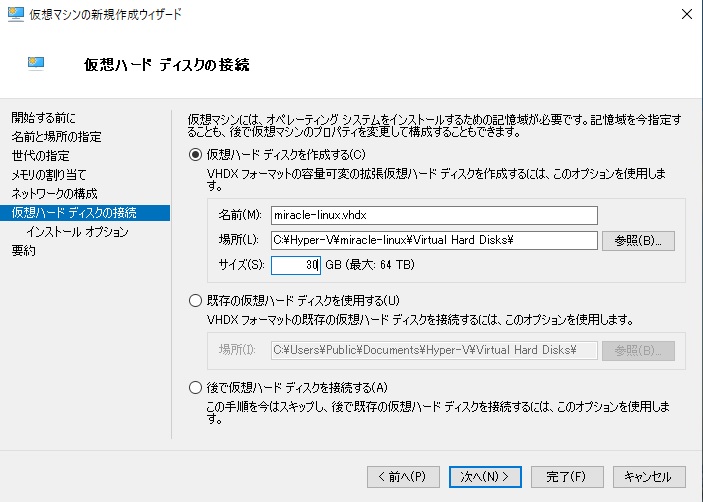 仮想マシンの新規作成ウィザード
仮想ハード ディスクの接続
開始する前に
名前と場所の指定
世代の指定
メモリの割り当て
ネットワークの構成
仮想ハード ディスクの接続
インストール オプション
要約
仮想マシンには、オペレーティング システムをインストールするための記憶域が必要です。記憶域を今指定す
ることも、後で仮想マシンのプロパティを変更して構成することもできます。
仮想ハード ディスクを作成する(C)
VHDX フォーマットの容量可変の拡張仮想ハード ディスクを作成するには、このオプションを使用しま
す。
名前(M): miracle-linux.vhdx
場所(L): C:¥Hyper-V¥miracle-linux¥Virtual Hard Disks¥ 参照(B)...
サイズ(S): 30 GB (最大: 64 TB)
既存の仮想ハード ディスクを使用する(U)
VHDX フォーマットの既存の仮想ハード ディスクを接続するには、このオプションを使用します。
場所(I): C:¥Users¥Public¥Documents¥Hyper-V¥Virtual Hard Disks¥ 参照(B)...
後で仮想ハード ディスクを接続する(A)
この手順を今はスキップし、後で既存の仮想ハード ディスクを接続するには、このオプションを使用しま
す。
< 前へ(P) 次へ(N) > 完了(F) キャンセル